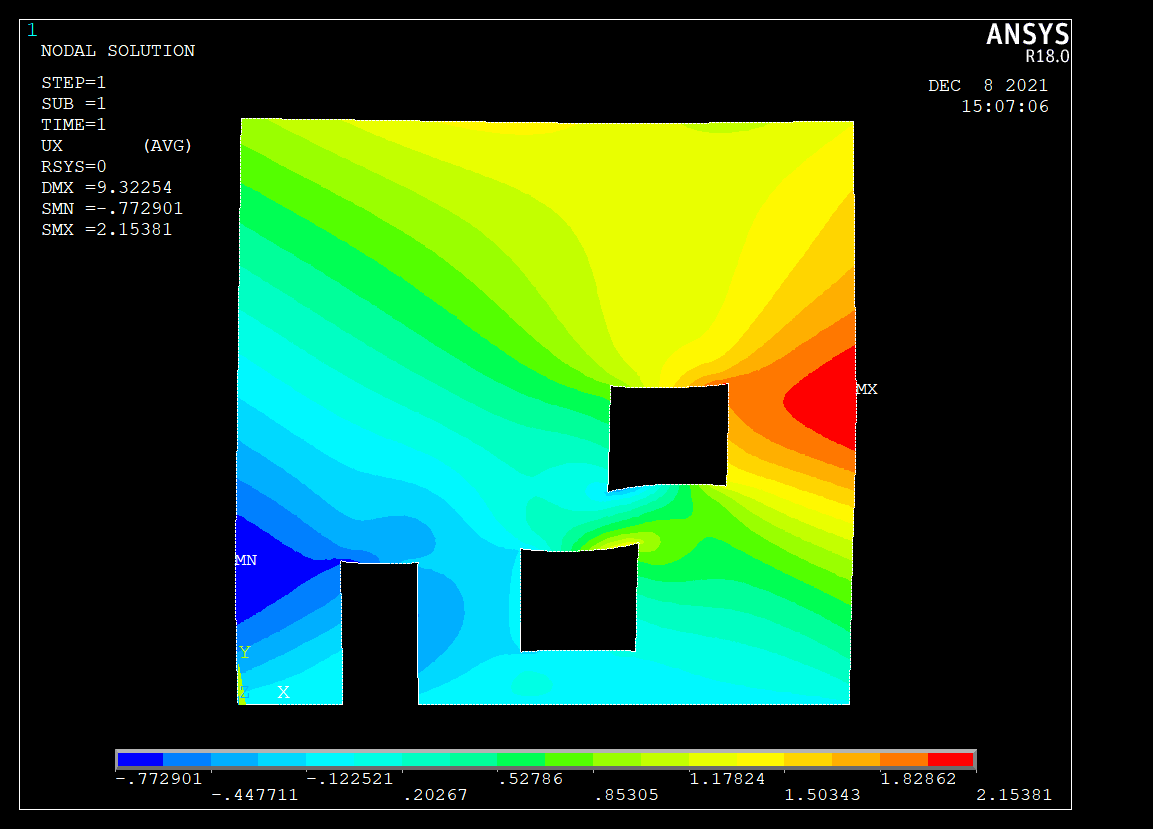 1
NODAL SOLUTION
STEP=1
SUB =1
TIME=1
UX (AVG)
RSYS=0
DMX =9.32254
SMN =-.772901
SMX =2.15381
ANSYS
R18.0
DEC 8 2021
15:07:06
MX
MN
Y
Z X
-.772901 -.122521 .52786 1.17824 1.82862
-.447711 .20267 .85305 1.50343 2.15381